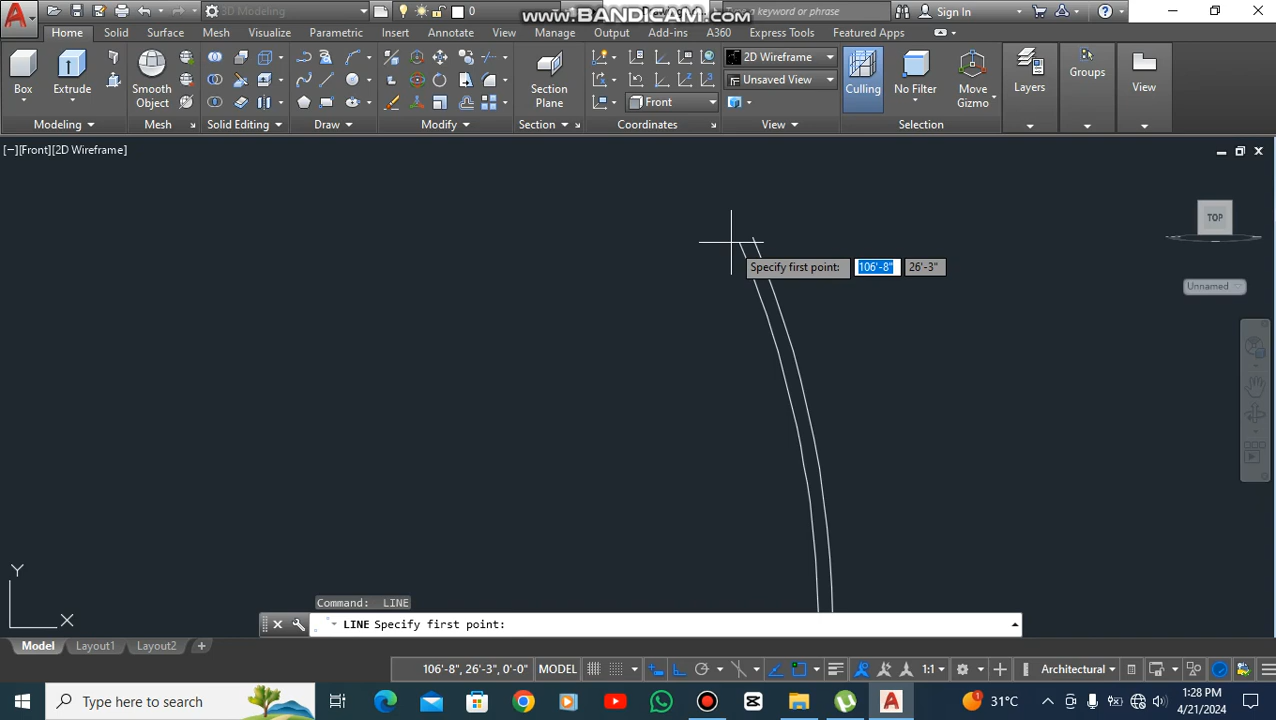 3D Modeling
0
www.BANDICAM.com
Type a keyword or phrase
Sign In
Home Solid Surface Mesh Visualize Parametric Insert Annotate View Manage Output Add-ins A360 Express Tools Featured Apps
Box Extrude Smooth Object Section Plane Front 2D Wireframe Unsaved View Culling No Filter Move Gizmo Layers Groups View
Modeling Mesh Solid Editing Draw Modify Section Coordinates View Selection
[−][Front][2D Wireframe]
TOP
Unnamed
Specify first point: 106'-8" 26'-3"
Y
X
Command: LINE
LINE Specify first point:
Model Layout1 Layout2 +
106'-8", 26'-3", 0'-0" MODEL 1:1 Architectural
Type here to search 31°C 1:28 PM
4/21/2024